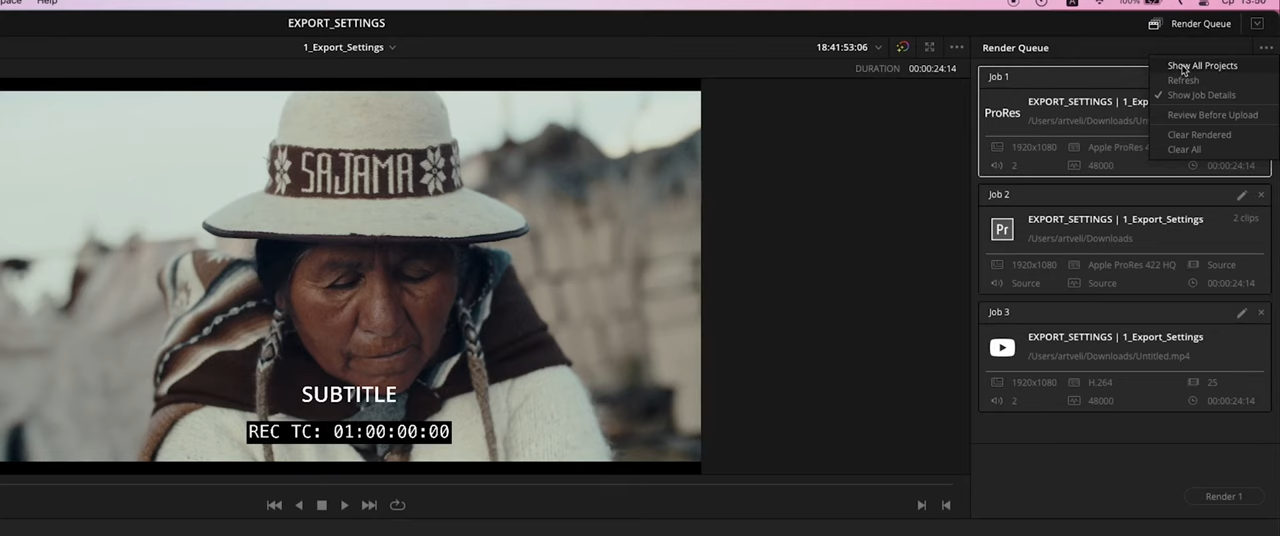 Help
100%
A
Ср 13:56
EXPORT_SETTINGS
Render Queue
1_Export_Settings
18:41:53:06
Render Queue
DURATION 00:00:24:14
Show All Projects
Refresh
Show Job Details
Review Before Upload
Clear Rendered
Clear All
Job 1
ProRes
EXPORT_SETTINGS | 1_Exp
/Users/artveli/Downloads/Un
1920x1080
Apple ProRes 4
2
48000
00:00:24:14
Job 2
Pr
EXPORT_SETTINGS | 1_Export_Settings
2 clips
/Users/artveli/Downloads
1920x1080
Apple ProRes 422 HQ
Source
Source
Source
00:00:24:14
Job 3
EXPORT_SETTINGS | 1_Export_Settings
/Users/artveli/Downloads/Untitled.mp4
1920x1080
H.264
25
2
48000
00:00:24:14
Render 1
SAJAMA
SUBTITLE
REC TC: 01:00:00:00